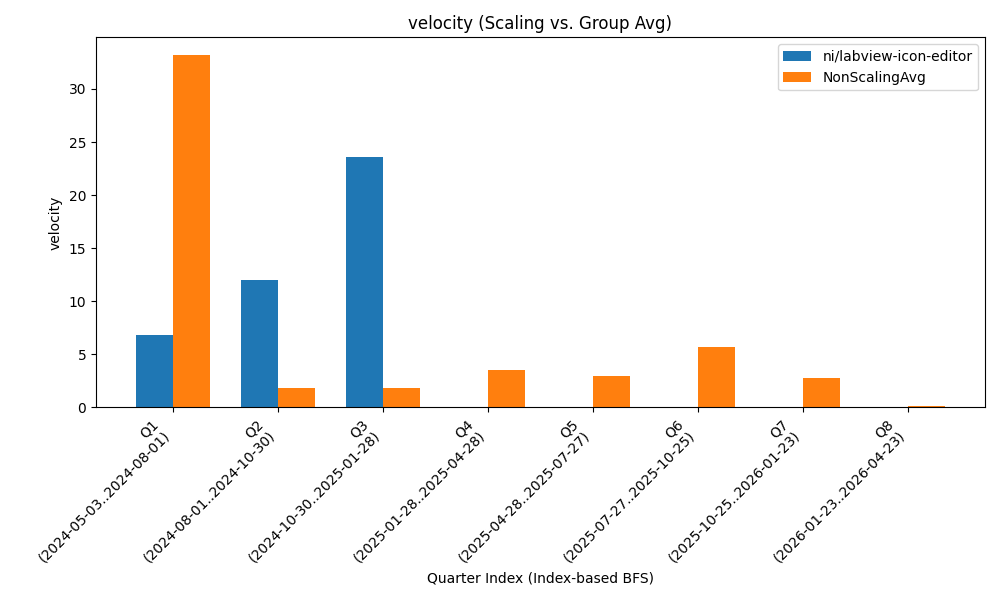 velocity (Scaling vs. Group Avg)
ni/labview-icon-editor
NonScalingAvg
velocity
30
25
20
15
10
5
0
Q1
(2024-05-03..2024-08-01)
Q2
(2024-08-01..2024-10-30)
Q3
(2024-10-30..2025-01-28)
Q4
(2025-01-28..2025-04-28)
Q5
(2025-04-28..2025-07-27)
Q6
(2025-07-27..2025-10-25)
Q7
(2025-10-25..2026-01-23)
Q8
(2026-01-23..2026-04-23)
Quarter Index (Index-based BFS)